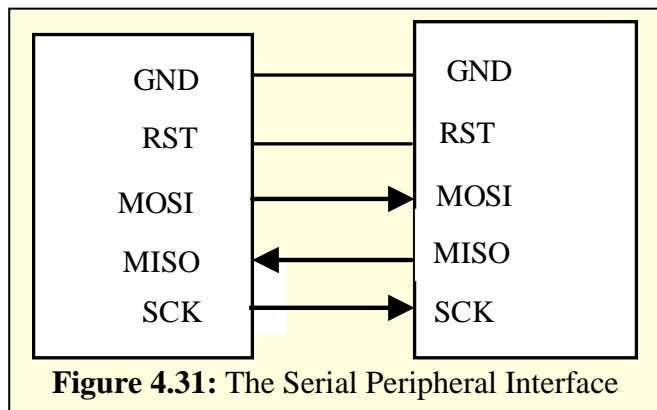 GND
RST
MOSI
MISO
SCK
GND
RST
MOSI
MISO
SCK
Figure 4.31: The Serial Peripheral Interface